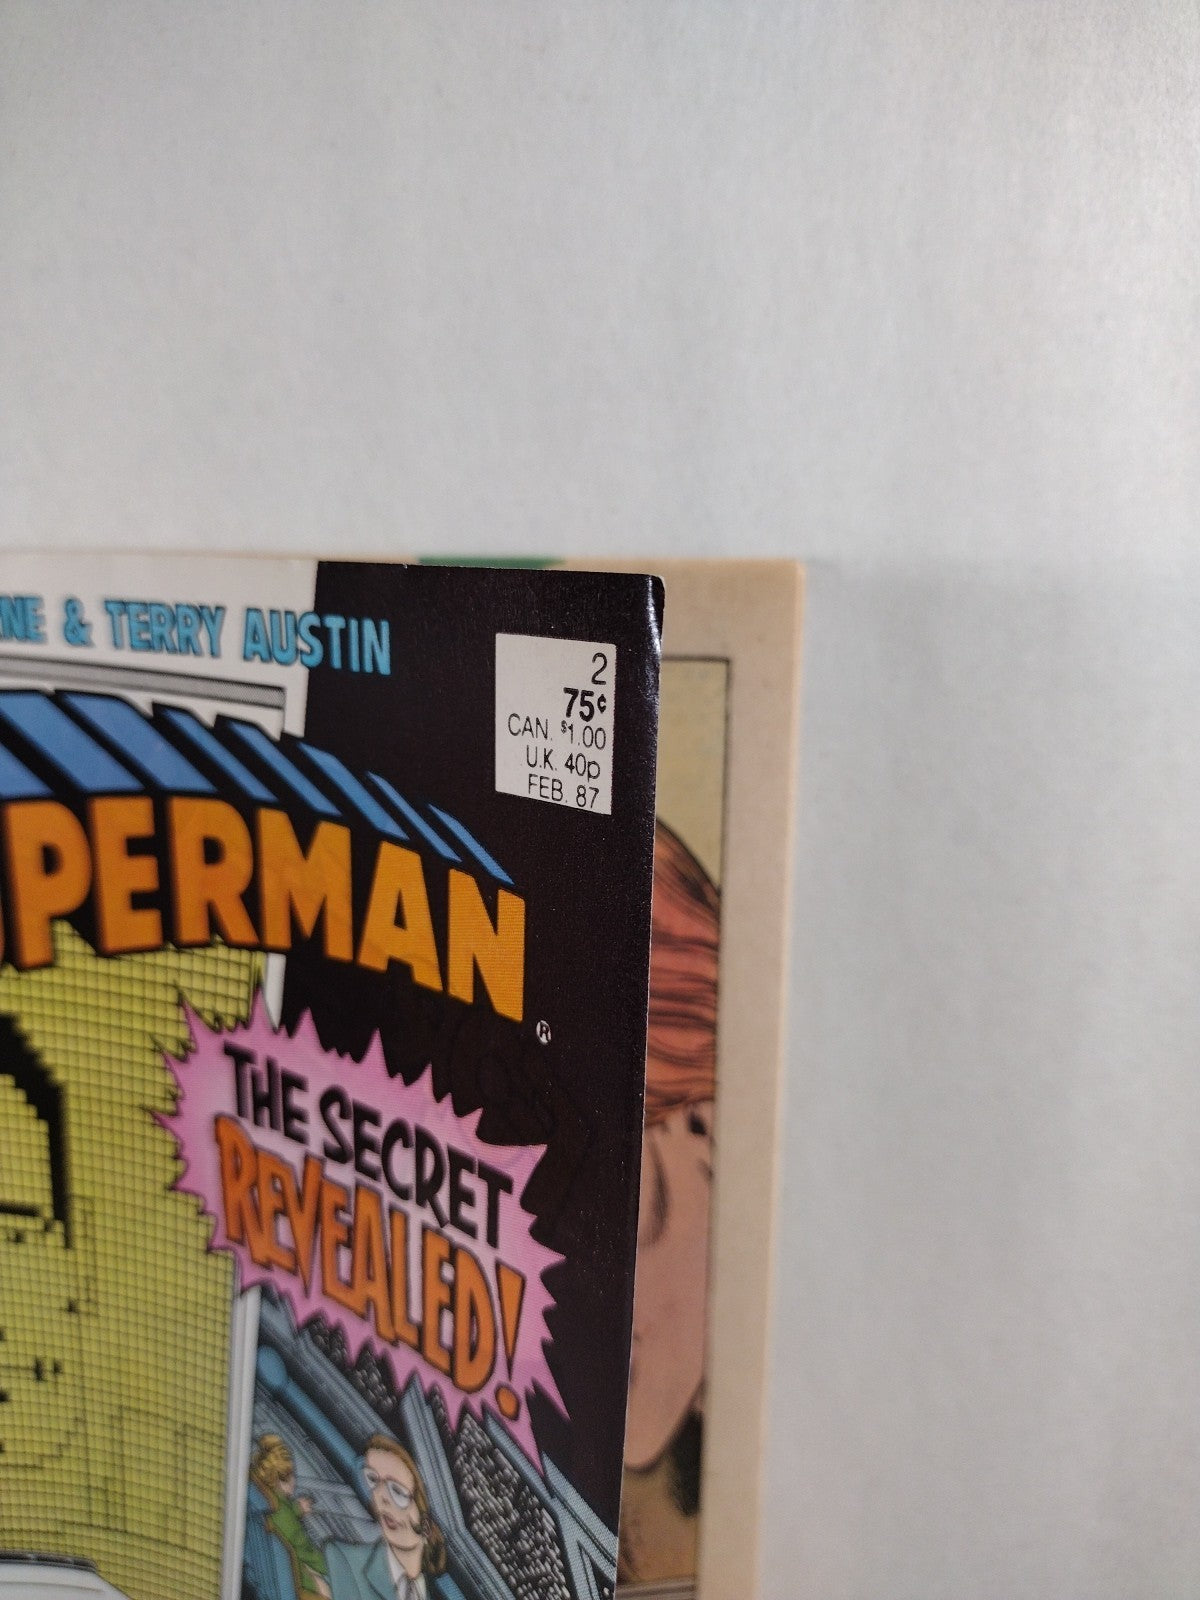 NE & TERRY AUSTIN
2
75¢
CAN. $1.00
U.K. 40p
FEB. 87
PERMAN
®
THE SECRET
REVEALED!